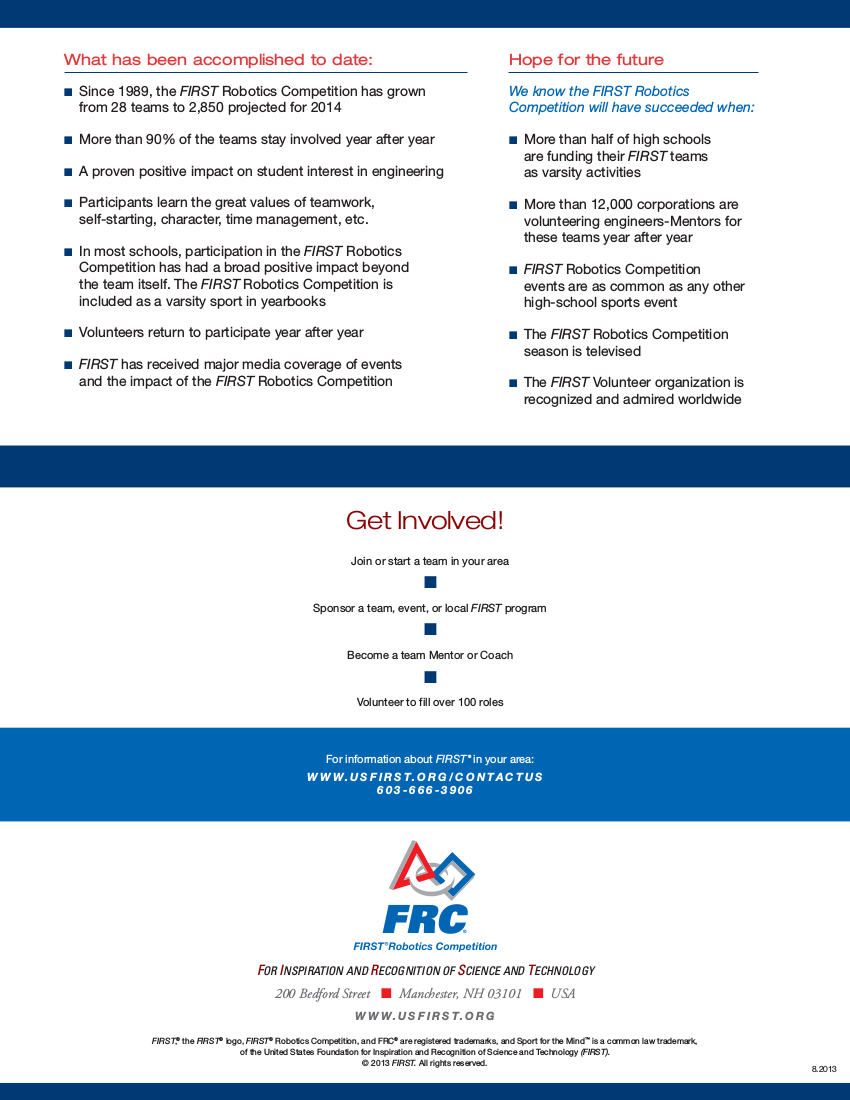 What has been accomplished to date:
■ Since 1989, the FIRST Robotics Competition has grown
from 28 teams to 2,850 projected for 2014
■ More than 90% of the teams stay involved year after year
■ A proven positive impact on student interest in engineering
■ Participants learn the great values of teamwork,
self-starting, character, time management, etc.
■ In most schools, participation in the FIRST Robotics
Competition has had a broad positive impact beyond
the team itself. The FIRST Robotics Competition is
included as a varsity sport in yearbooks
■ Volunteers return to participate year after year
■ FIRST has received major media coverage of events
and the impact of the FIRST Robotics Competition
Hope for the future
We know the FIRST Robotics
Competition will have succeeded when:
■ More than half of high schools
are funding their FIRST teams
as varsity activities
■ More than 12,000 corporations are
volunteering engineers-Mentors for
these teams year after year
■ FIRST Robotics Competition
events are as common as any other
high-school sports event
■ The FIRST Robotics Competition
season is televised
■ The FIRST Volunteer organization is
recognized and admired worldwide
Get Involved!
Join or start a team in your area
■
Sponsor a team, event, or local FIRST program
■
Become a team Mentor or Coach
■
Volunteer to fill over 100 roles
For information about FIRST® in your area:
WWW.USFIRST.ORG/CONTACTUS
603-666-3906
FRC®
FIRST® Robotics Competition
FOR INSPIRATION AND RECOGNITION OF SCIENCE AND TECHNOLOGY
200 Bedford Street ■ Manchester, NH 03101 ■ USA
WWW.USFIRST.ORG
FIRST,® the FIRST® logo, FIRST® Robotics Competition, and FRC® are registered trademarks, and Sport for the Mind™ is a common law trademark,
of the United States Foundation for Inspiration and Recognition of Science and Technology (FIRST).
© 2013 FIRST. All rights reserved.
8.2013